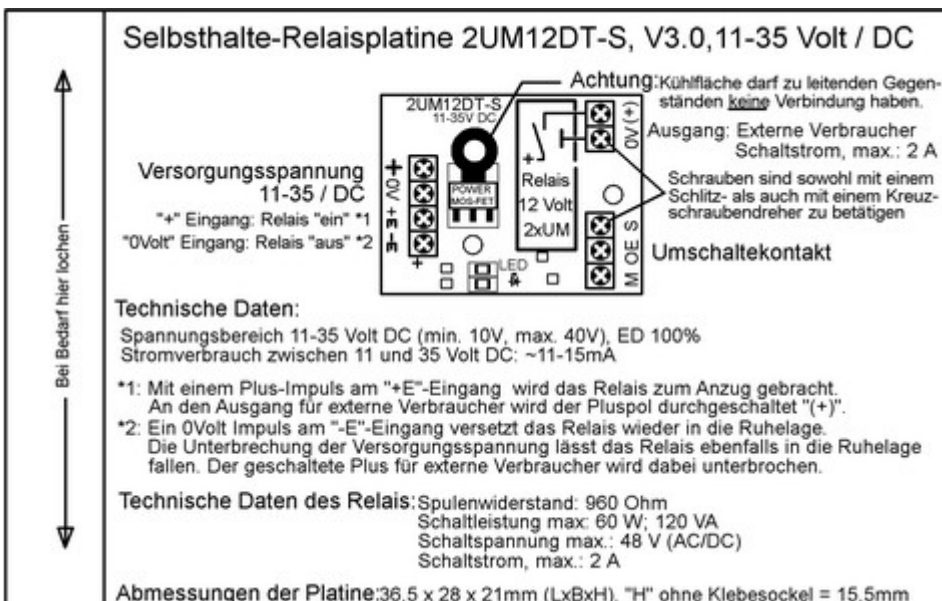 Selbsthalte-Relaisplatine 2UM12DT-S, V3.0,11-35 Volt / DC
Achtung:Kühlfläche darf zu leitenden Gegen-
ständen keine Verbindung haben.
2UM12DT-S
11-35V DC
0V (+)
Ausgang: Externe Verbraucher
Schaltstrom, max.: 2 A
Versorgungsspannung
11-35 / DC
"+" Eingang: Relais "ein" *1
"0Volt" Eingang: Relais "aus" *2
+ 0V +E -E
+
POWER
MOS-FET
+
Relais
12 Volt
2xUM
Schrauben sind sowohl mit einem
Schlitz- als auch mit einem Kreuz-
schraubendreher zu betätigen
M OE S
Umschaltekontakt
LED
Bei Bedarf hier lochen
Technische Daten:
Spannungsbereich 11-35 Volt DC (min. 10V, max. 40V), ED 100%
Stromverbrauch zwischen 11 und 35 Volt DC: ~11-15mA
*1: Mit einem Plus-Impuls am "+E"-Eingang wird das Relais zum Anzug gebracht.
An den Ausgang für externe Verbraucher wird der Pluspol durchgeschaltet "(+)".
*2: Ein 0Volt Impuls am "-E"-Eingang versetzt das Relais wieder in die Ruhelage.
Die Unterbrechung der Versorgungsspannung lässt das Relais ebenfalls in die Ruhelage
fallen. Der geschaltete Plus für externe Verbraucher wird dabei unterbrochen.
Technische Daten des Relais:Spulenwiderstand: 960 Ohm
Schaltleistung max: 60 W; 120 VA
Schaltspannung max.: 48 V (AC/DC)
Schaltstrom, max.: 2 A
Abmessungen der Platine:36,5 x 28 x 21mm (LxBxH), "H" ohne Klebesockel = 15,5mm